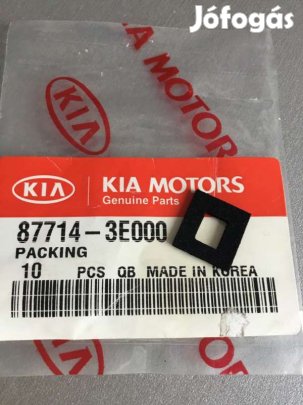 Jófogás
KIA MOTORS
KIA
KIA MOTORS
Genuine Parts
87714-3E000
PACKING
10 PCS QB MADE IN KOREA